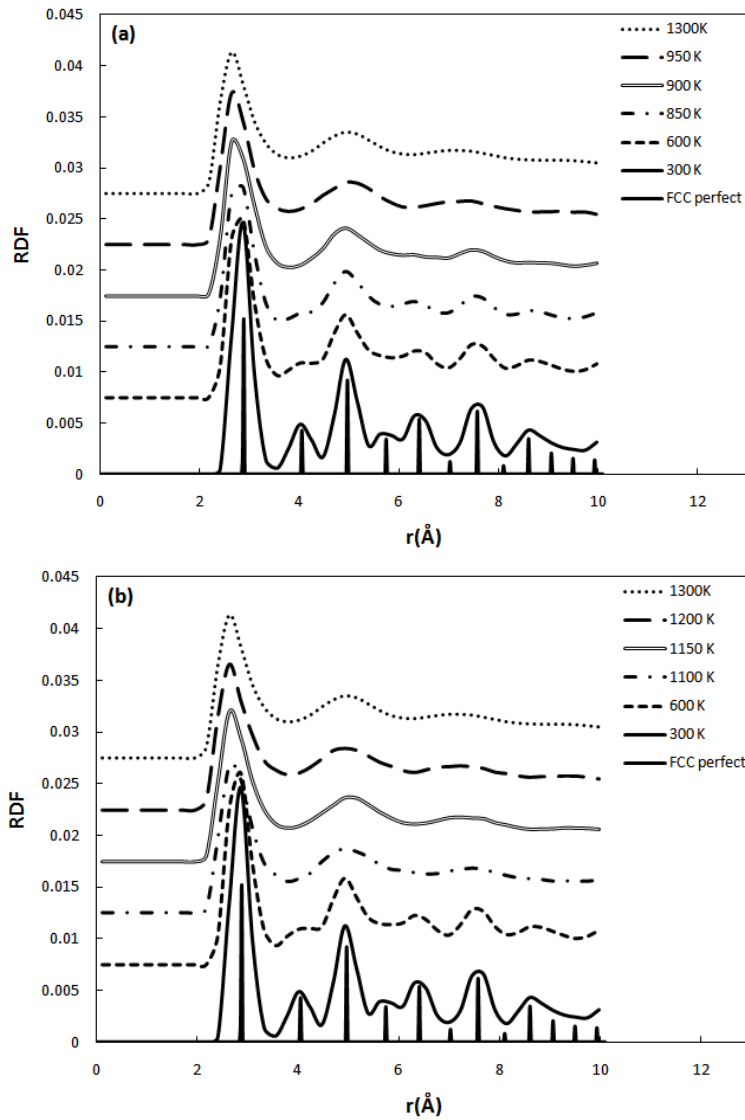 (a)
0.045
0.04
0.035
0.03
0.025
0.02
0.015
0.01
0.005
0
RDF
1300K
950 K
900 K
850 K
600 K
300 K
FCC perfect
0 2 4 6 8 10 12
r(Å)
(b)
0.045
0.04
0.035
0.03
0.025
0.02
0.015
0.01
0.005
0
RDF
1300K
1200 K
1150 K
1100 K
600 K
300 K
FCC perfect
0 2 4 6 8 10 12
r(Å)